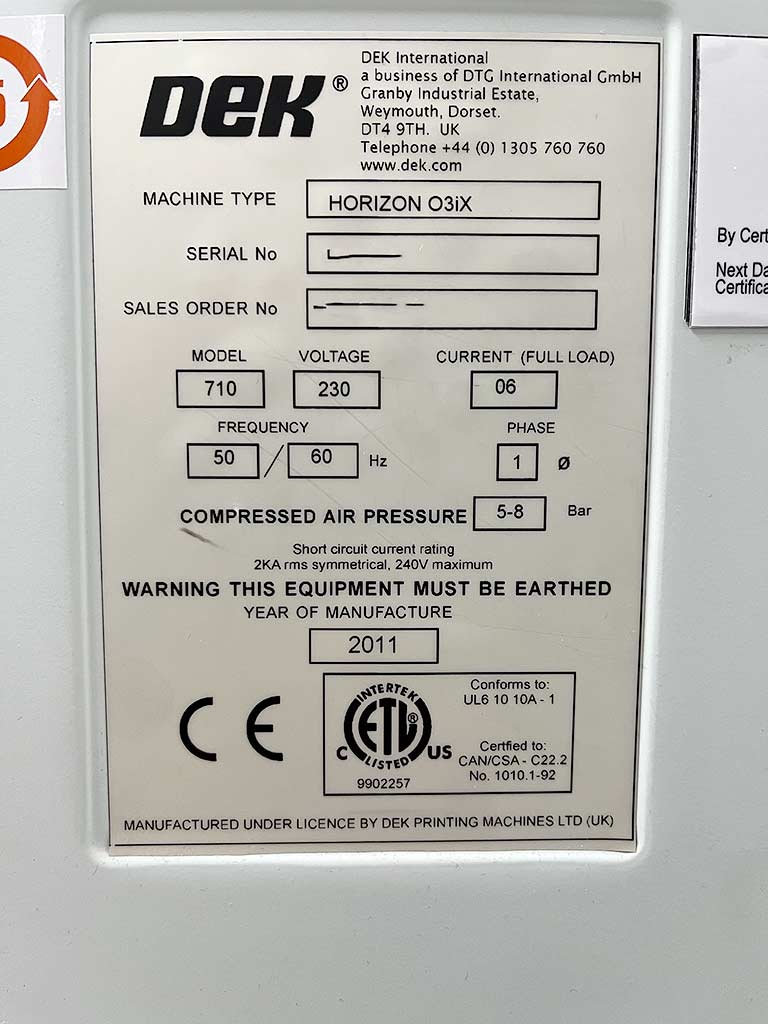 DEK®
DEK International
a business of DTG International GmbH
Granby Industrial Estate,
Weymouth, Dorset.
DT4 9TH. UK
Telephone +44 (0) 1305 760 760
www.dek.com
MACHINE TYPE HORIZON O3iX
SERIAL No
SALES ORDER No
MODEL VOLTAGE CURRENT (FULL LOAD)
710 230 06
FREQUENCY PHASE
50 / 60 Hz 1 Ø
COMPRESSED AIR PRESSURE 5-8 Bar
Short circuit current rating
2KA rms symmetrical, 240V maximum
WARNING THIS EQUIPMENT MUST BE EARTHED
YEAR OF MANUFACTURE
2011
CE
INTERTEK
ETL®
LISTED
C US
9902257
Conforms to:
UL6 10 10A - 1
Certfied to:
CAN/CSA - C22.2
No. 1010.1-92
MANUFACTURED UNDER LICENCE BY DEK PRINTING MACHINES LTD (UK)
By Cert
Next Da
Certifica